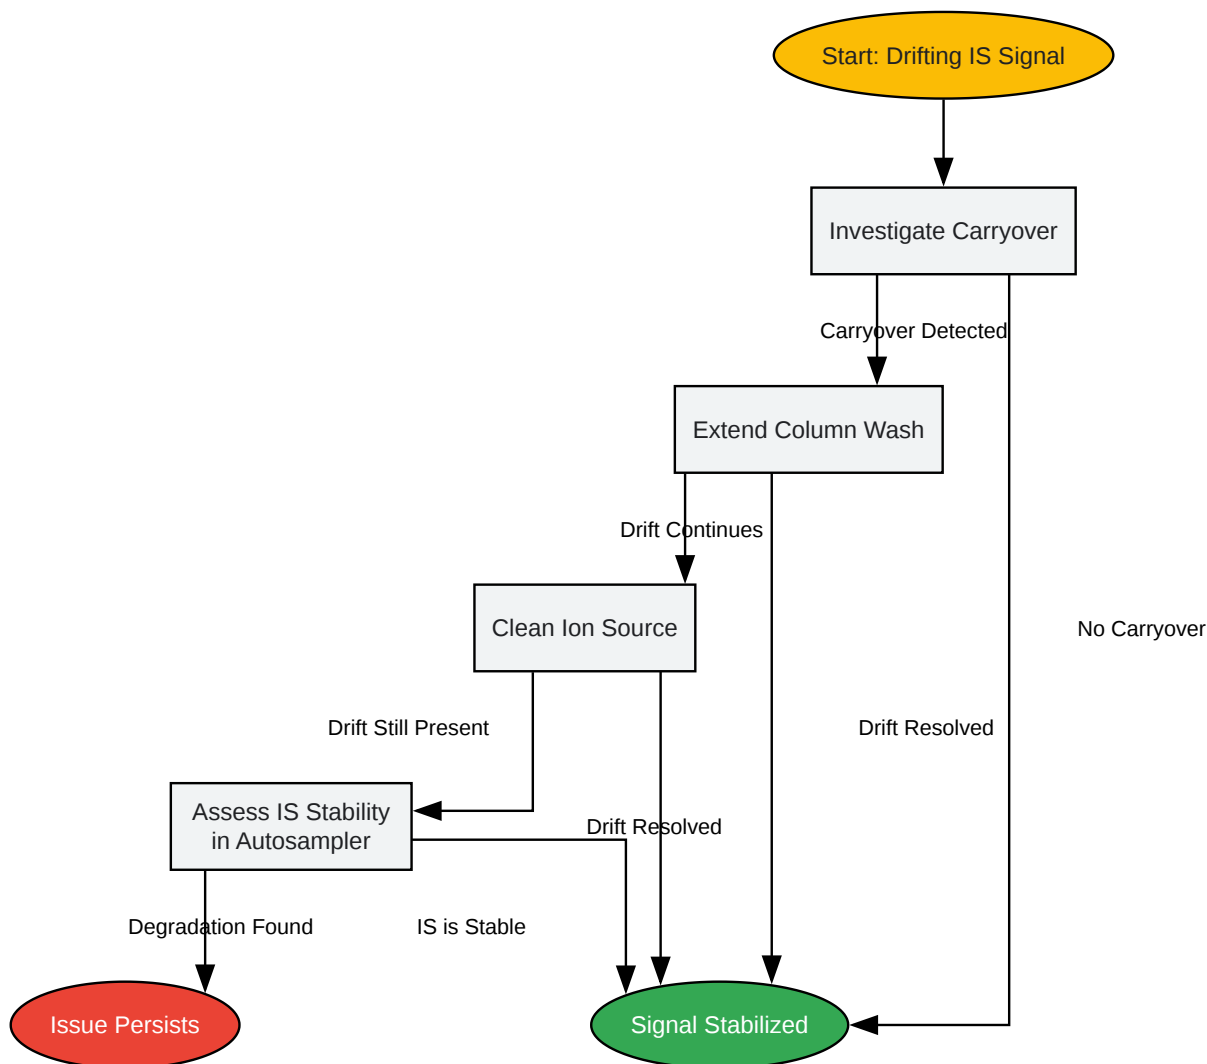 Start: Drifting IS Signal
Investigate Carryover
Carryover Detected
Extend Column Wash
Drift Continues
Clean Ion Source
No Carryover
Drift Still Present
Drift Resolved
Assess IS Stability
in Autosampler
Drift Resolved
Degradation Found
IS is Stable
Issue Persists
Signal Stabilized